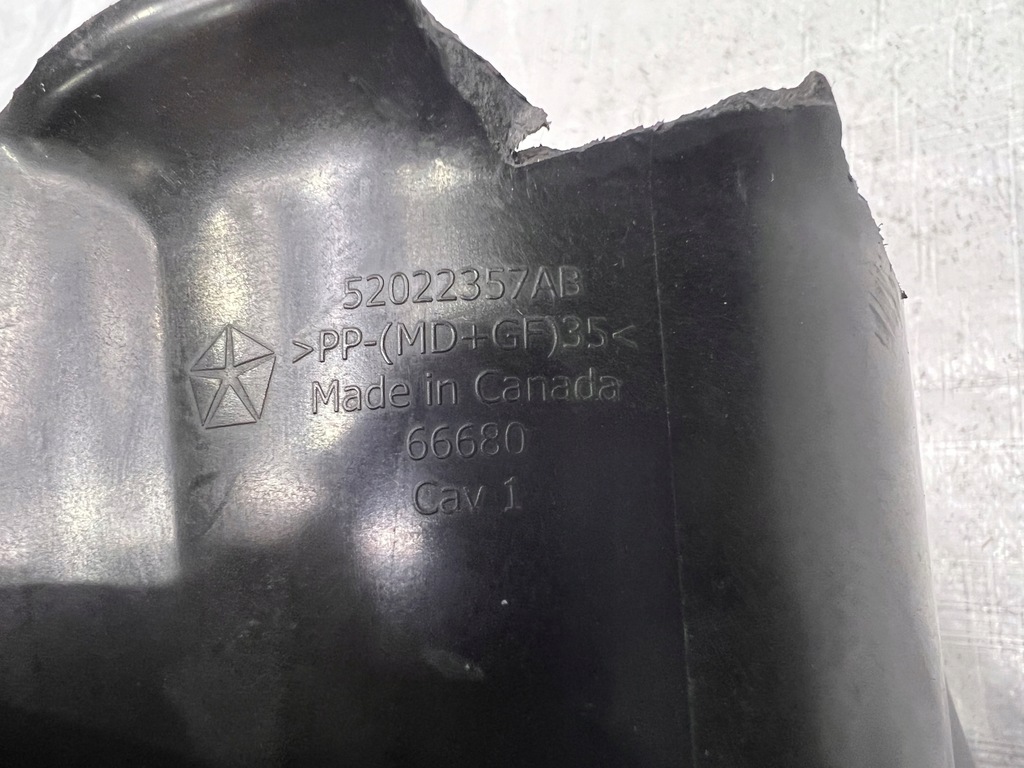 52022357AB
>PP-(MD+GF)35<
Made in Canada
66680
Cav 1